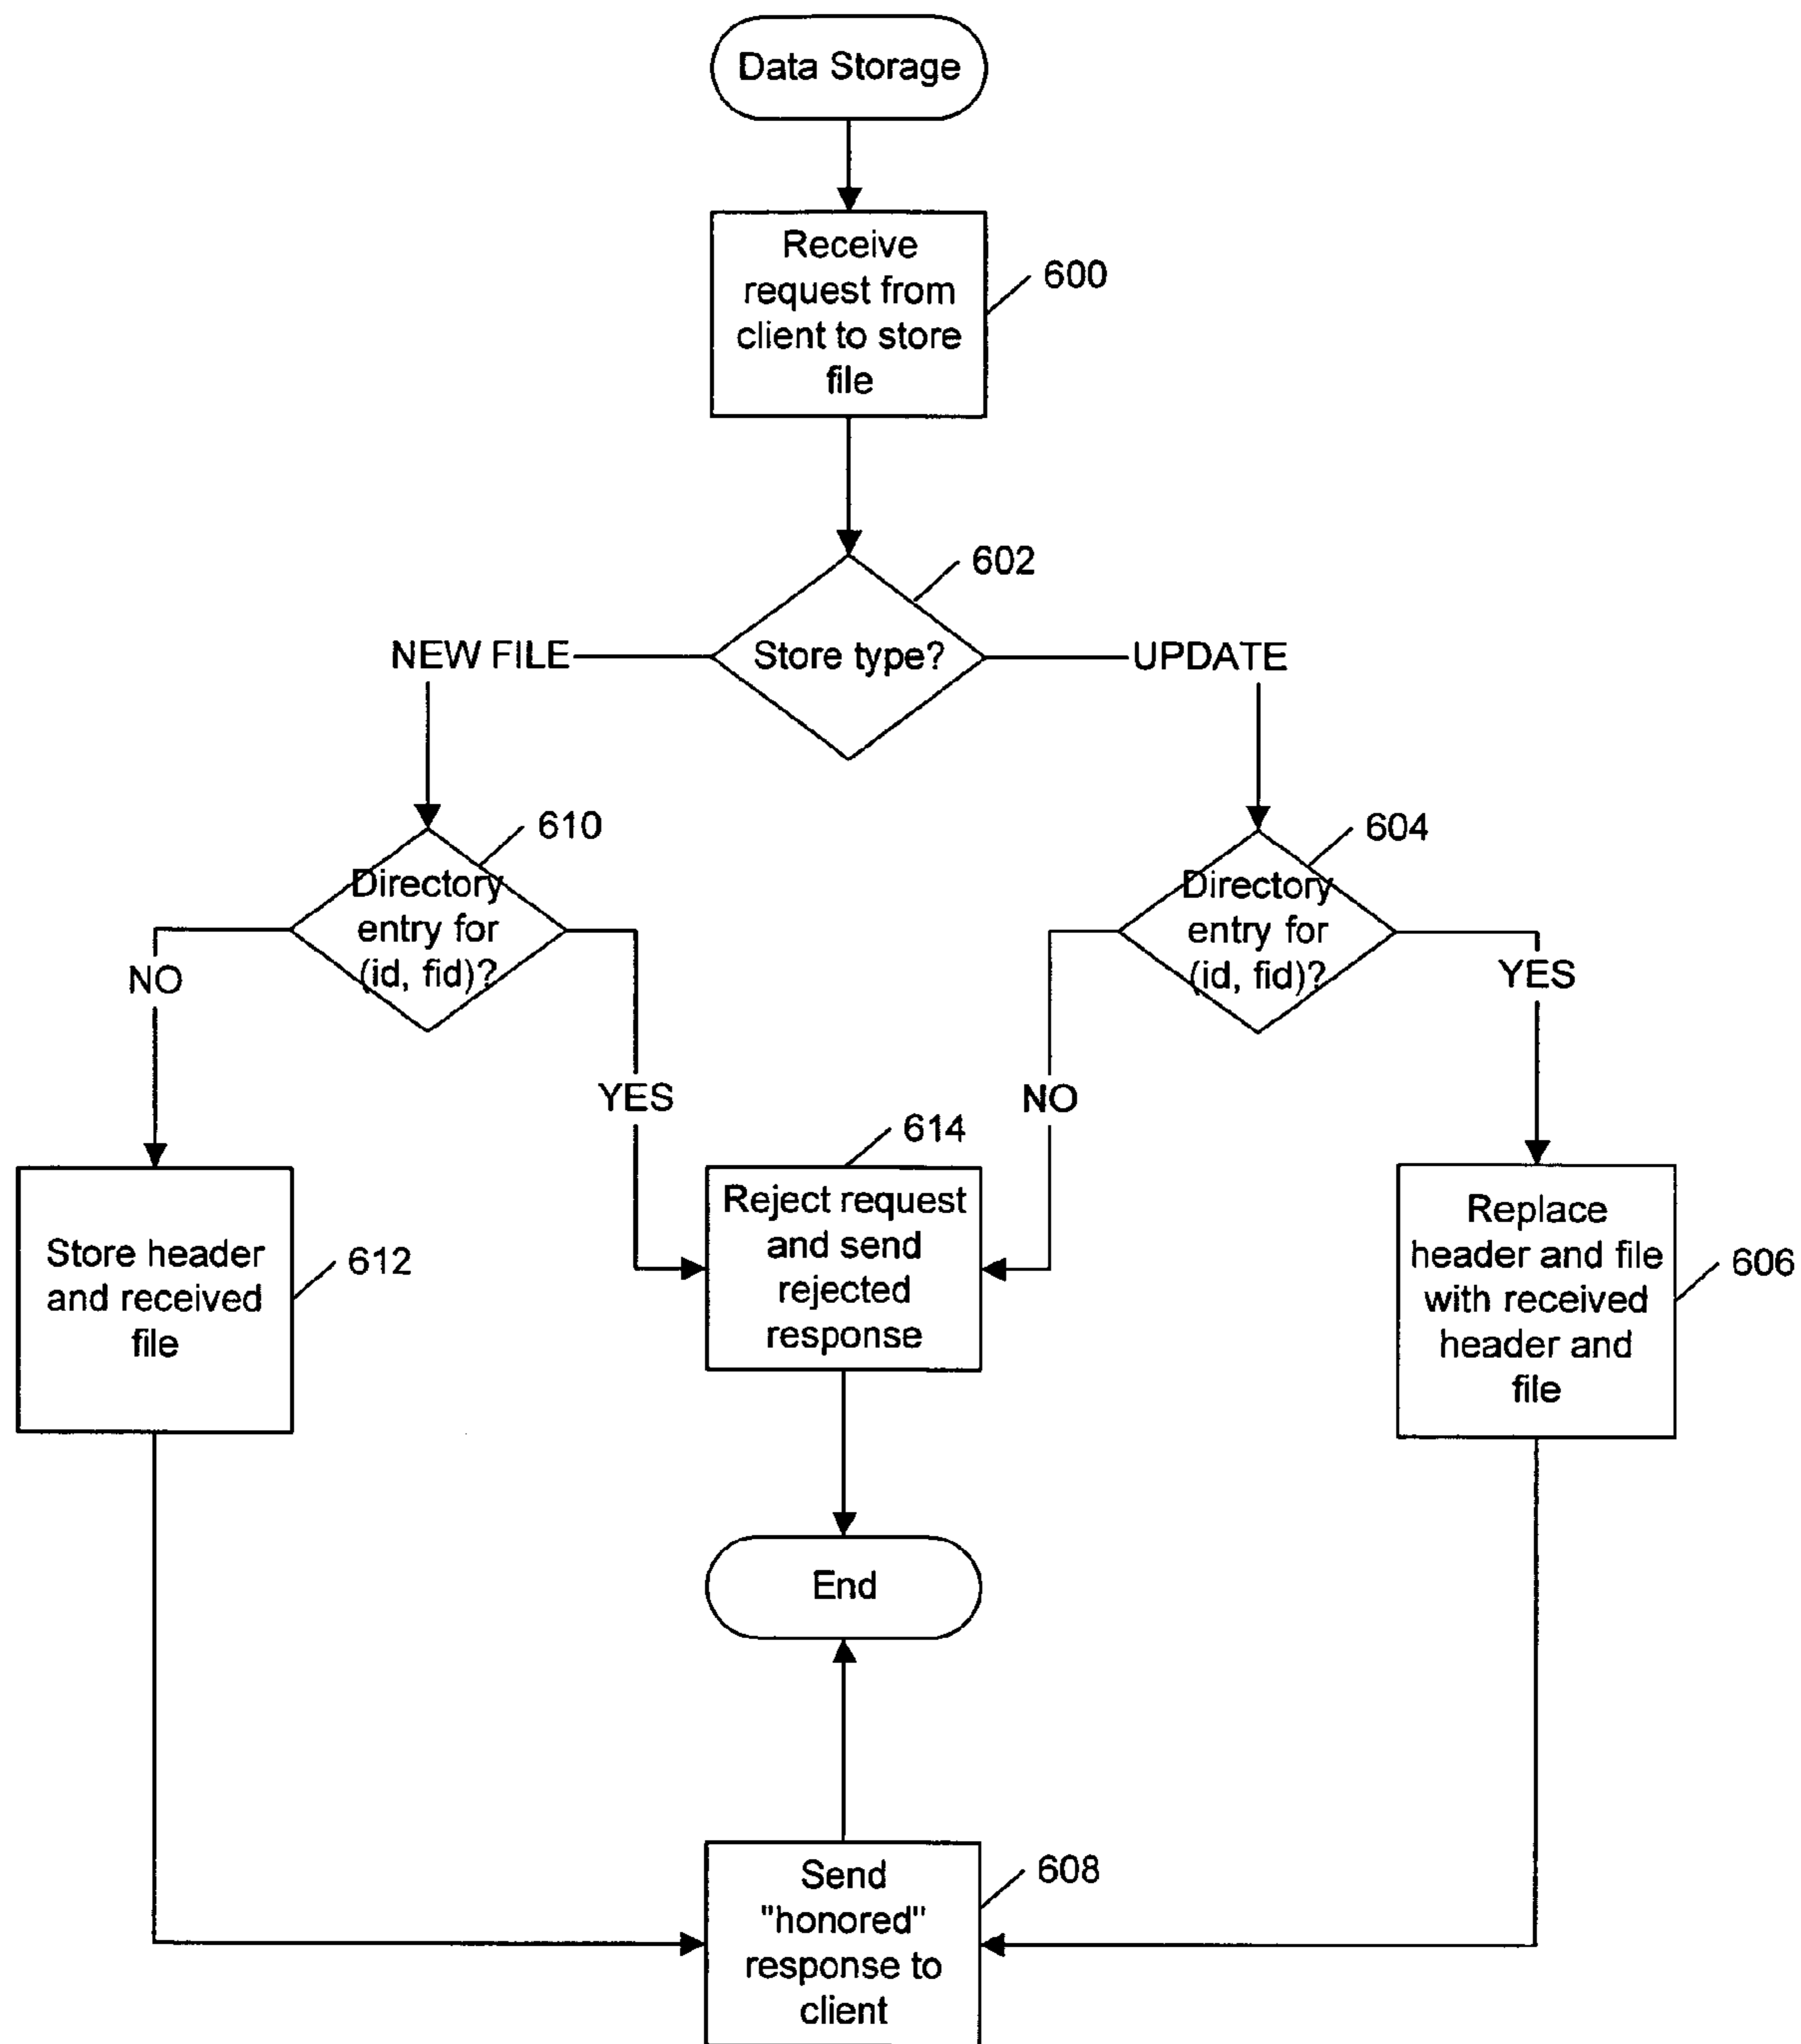 Data Storage
Receive
request from
client to store
file
600
602
NEW FILE
Store type?
UPDATE
610
Directory
entry for
(id, fid)?
604
Directory
entry for
(id, fid)?
NO
YES
NO
YES
614
Store header
and received
file
612
Reject request
and send
rejected
response
Replace
header and file
with received
header and
file
606
End
Send
"honored"
response to
client
608